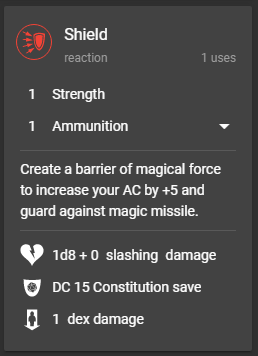 Shield
reaction 1 uses
1 Strength
1 Ammunition
Create a barrier of magical force
to increase your AC by +5 and
guard against magic missile.
1d8 + 0 slashing damage
DC 15 Constitution save
1 dex damage